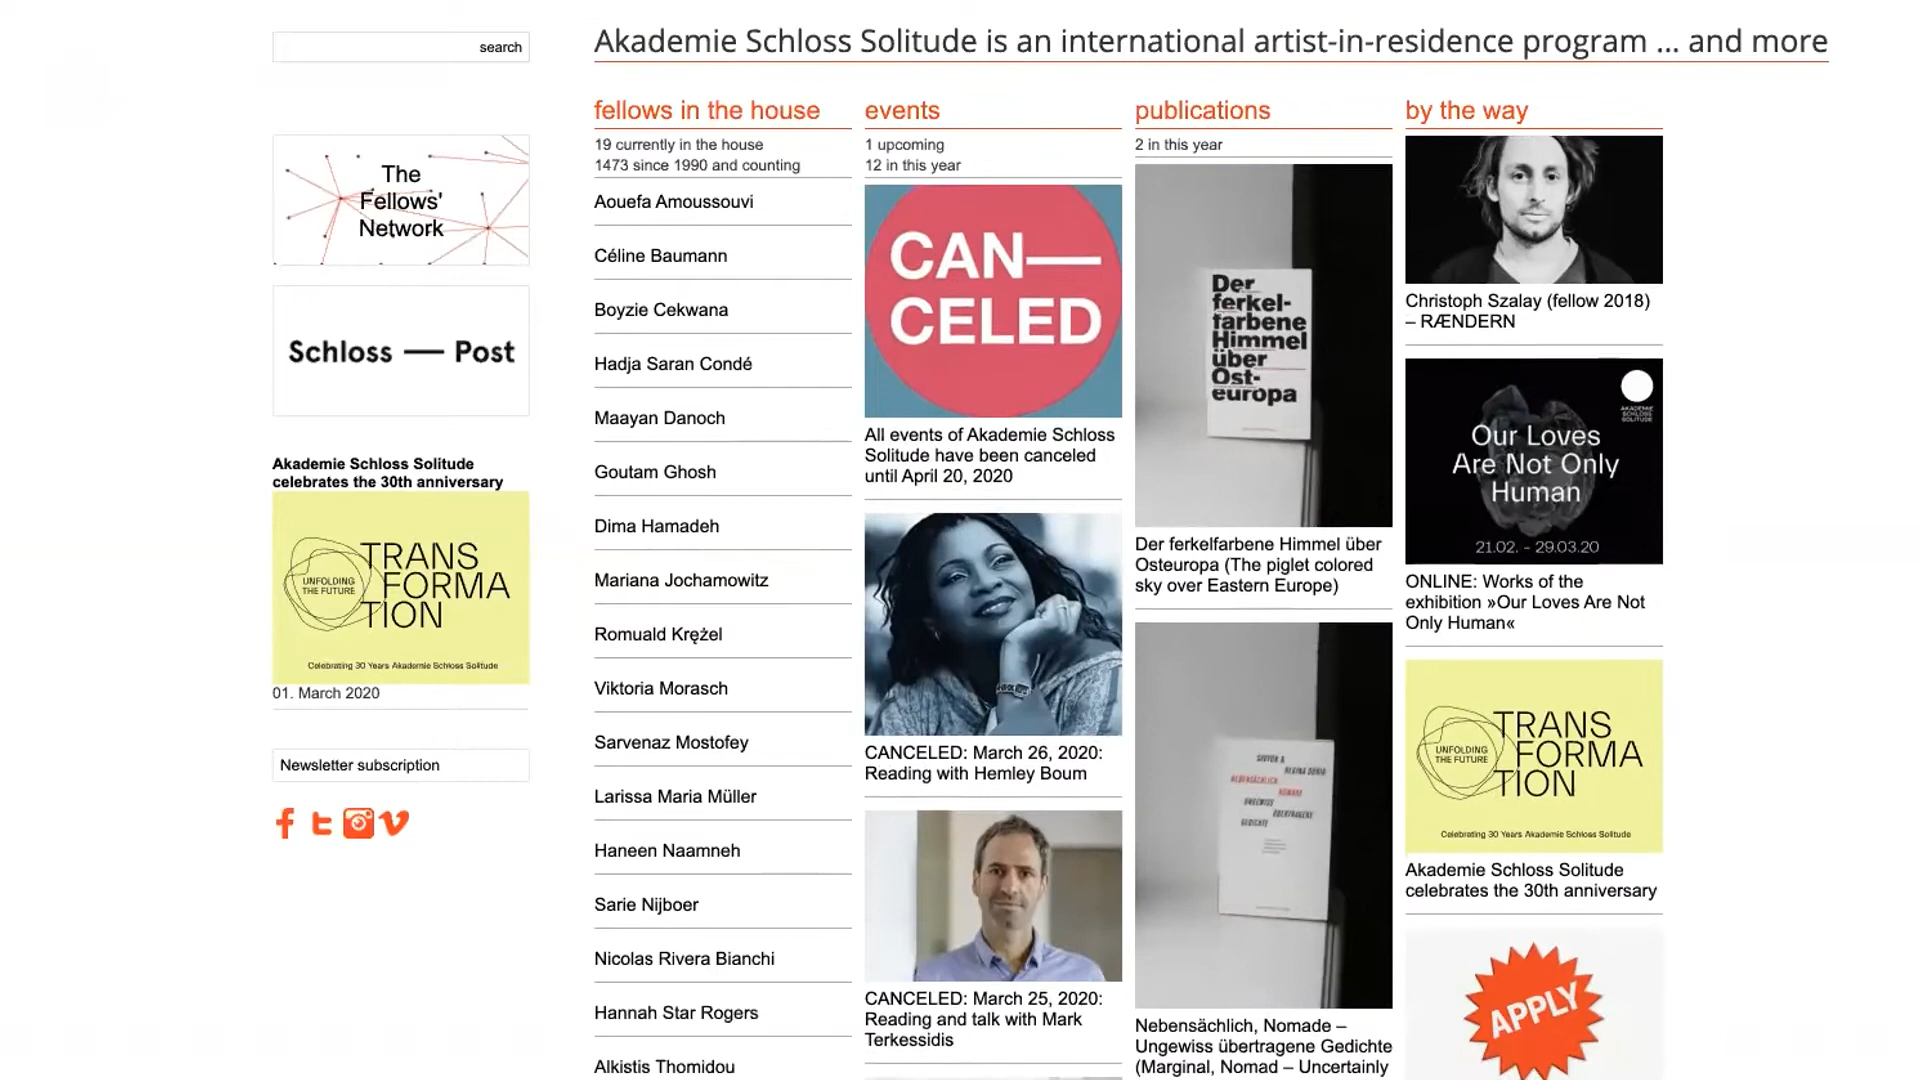 search
Akademie Schloss Solitude is an international artist-in-residence program ... and more
The
Fellows'
Network
Schloss — Post
Akademie Schloss Solitude
celebrates the 30th anniversary
TRANS
FORMA
TION
UNFOLDING
THE FUTURE
Celebrating 30 Years Akademie Schloss Solitude
01. March 2020
Newsletter subscription
fellows in the house
19 currently in the house
1473 since 1990 and counting
Aouefa Amoussouvi
Céline Baumann
Boyzie Cekwana
Hadja Saran Condé
Maayan Danoch
Goutam Ghosh
Dima Hamadeh
Mariana Jochamowitz
Romuald Krężel
Viktoria Morasch
Sarvenaz Mostofey
Larissa Maria Müller
Haneen Naamneh
Sarie Nijboer
Nicolas Rivera Bianchi
Hannah Star Rogers
Alkistis Thomidou
events
1 upcoming
12 in this year
CAN—
CELED
All events of Akademie Schloss
Solitude have been canceled
until April 20, 2020
CANCELED: March 26, 2020:
Reading with Hemley Boum
CANCELED: March 25, 2020:
Reading and talk with Mark
Terkessidis
publications
2 in this year
Der
ferkel-
farbene
Himmel
über
Ost-
europa
Der ferkelfarbene Himmel über
Osteuropa (The piglet colored
sky over Eastern Europe)
NEBENSÄCHLICH
NOMADE
UNGEWISS
ÜBERTRAGENE
GEDICHTE
Nebensächlich, Nomade –
Ungewiss übertragene Gedichte
(Marginal, Nomad – Uncertainly
by the way
Christoph Szalay (fellow 2018)
– RÆNDERN
AKADEMIE
SCHLOSS
SOLITUDE
Our Loves
Are Not Only
Human
21.02. - 29.03.20
ONLINE: Works of the
exhibition »Our Loves Are Not
Only Human«
TRANS
FORMA
TION
UNFOLDING
THE FUTURE
Celebrating 30 Years Akademie Schloss Solitude
Akademie Schloss Solitude
celebrates the 30th anniversary
APPLY